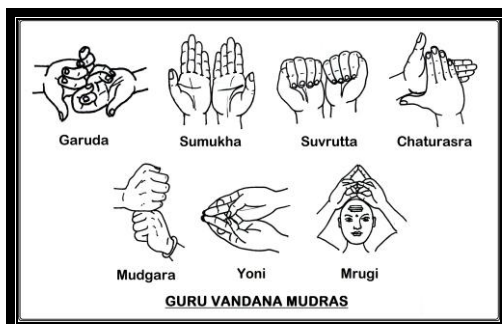 Garuda Sumukha Suvrutta Chaturasra
Mudgara Yoni Mrugi
GURU VANDANA MUDRAS